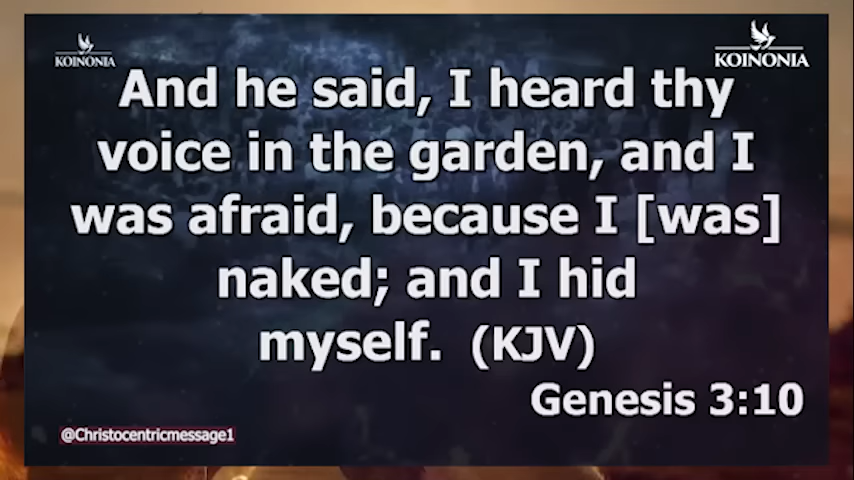 KOINONIA
KOINONIA
And he said, I heard thy
voice in the garden, and I
was afraid, because I [was]
naked; and I hid
myself. (KJV)
Genesis 3:10
@Christocentricmessage1